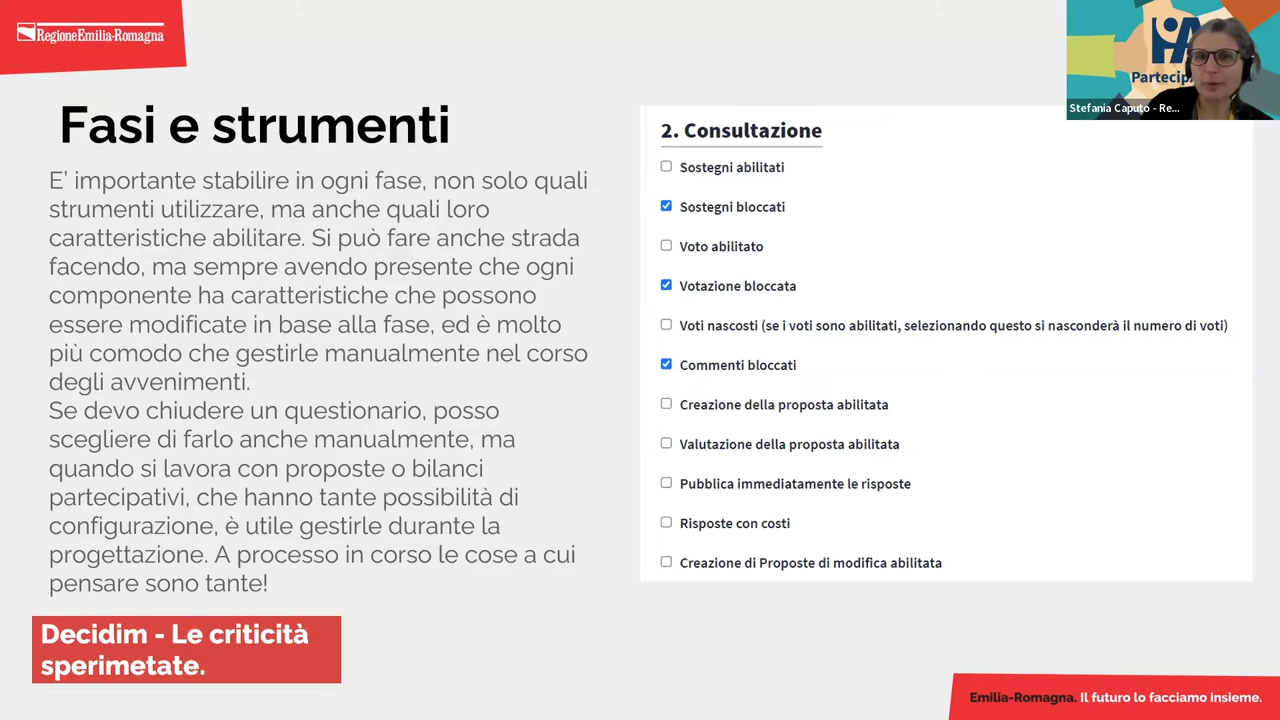 RegioneEmilia-Romagna
Fasi e strumenti
E' importante stabilire in ogni fase, non solo quali
strumenti utilizzare, ma anche quali loro
caratteristiche abilitare. Si può fare anche strada
facendo, ma sempre avendo presente che ogni
componente ha caratteristiche che possono
essere modificate in base alla fase, ed è molto
più comodo che gestirle manualmente nel corso
degli avvenimenti.
Se devo chiudere un questionario, posso
scegliere di farlo anche manualmente, ma
quando si lavora con proposte o bilanci
partecipativi, che hanno tante possibilità di
configurazione, è utile gestirle durante la
progettazione. A processo in corso le cose a cui
pensare sono tante!
Decidim - Le criticità
sperimetate.
2. Consultazione
Sostegni abilitati
Sostegni bloccati
Voto abilitato
Votazione bloccata
Voti nascosti (se i voti sono abilitati, selezionando questo si nasconderà il numero di voti)
Commenti bloccati
Creazione della proposta abilitata
Valutazione della proposta abilitata
Pubblica immediatamente le risposte
Risposte con costi
Creazione di Proposte di modifica abilitata
Stefania Caputo - Re...
Emilia-Romagna. Il futuro lo facciamo insieme.